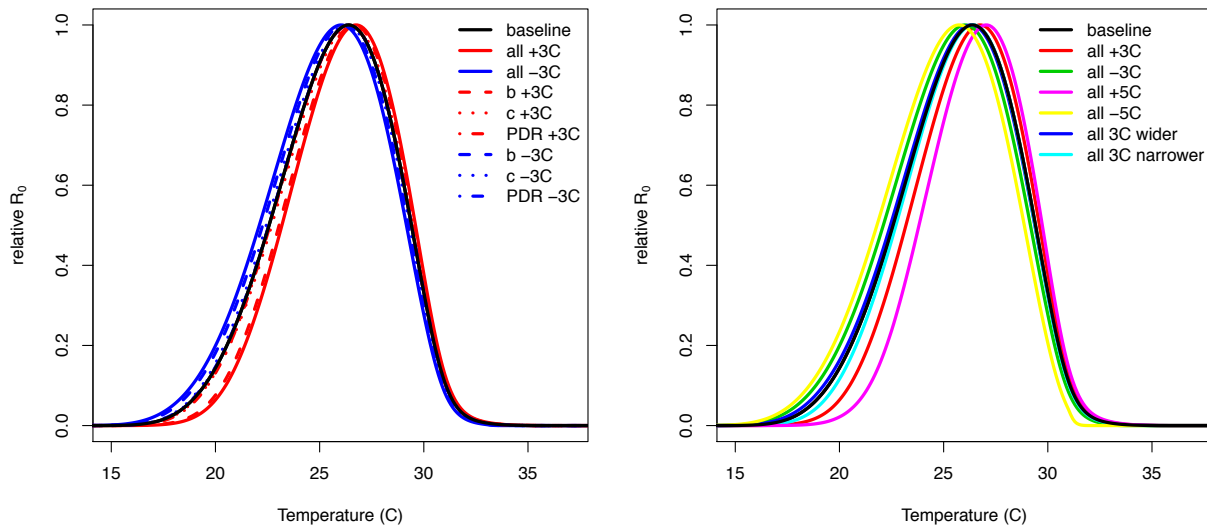 relative R0
0.0 0.2 0.4 0.6 0.8 1.0
baseline
all +3C
all −3C
b +3C
c +3C
PDR +3C
b −3C
c −3C
PDR −3C
15 20 25 30 35
Temperature (C)
relative R0
0.0 0.2 0.4 0.6 0.8 1.0
baseline
all +3C
all −3C
all +5C
all −5C
all 3C wider
all 3C narrower
15 20 25 30 35
Temperature (C)